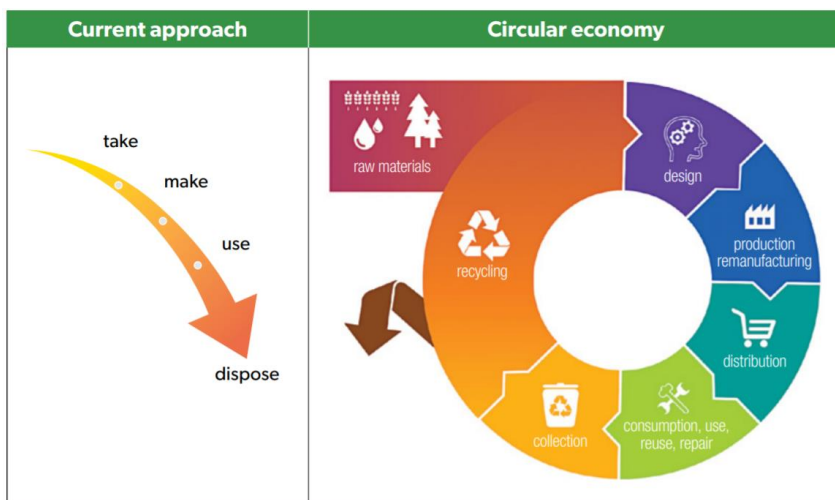 Current approach
Circular economy
take
make
use
dispose
raw materials
design
production
remanufacturing
distribution
consumption, use,
reuse, repair
collection
recycling